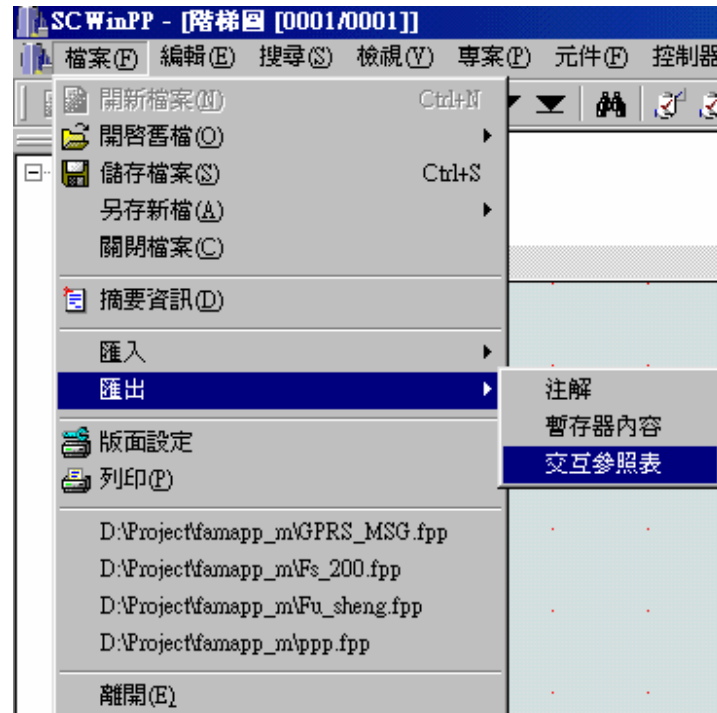 SCWinPP - [階梯圖 [0001/0001]]
檔案(F) 編輯(E) 搜尋(S) 檢視(V) 專案(P) 元件(F) 控制器
開新檔案(N) Ctrl+N
開啓舊檔(O)
儲存檔案(S) Ctrl+S
另存新檔(A)
關閉檔案(C)
摘要資訊(D)
匯入
匯出
注解
暫存器內容
交互參照表
版面設定
列印(P)
D:\Project\famapp_m\GPRS_MSG.fpp
D:\Project\famapp_m\Fs_200.fpp
D:\Project\famapp_m\Fu_sheng.fpp
D:\Project\famapp_m\ppp.fpp
離開(E)